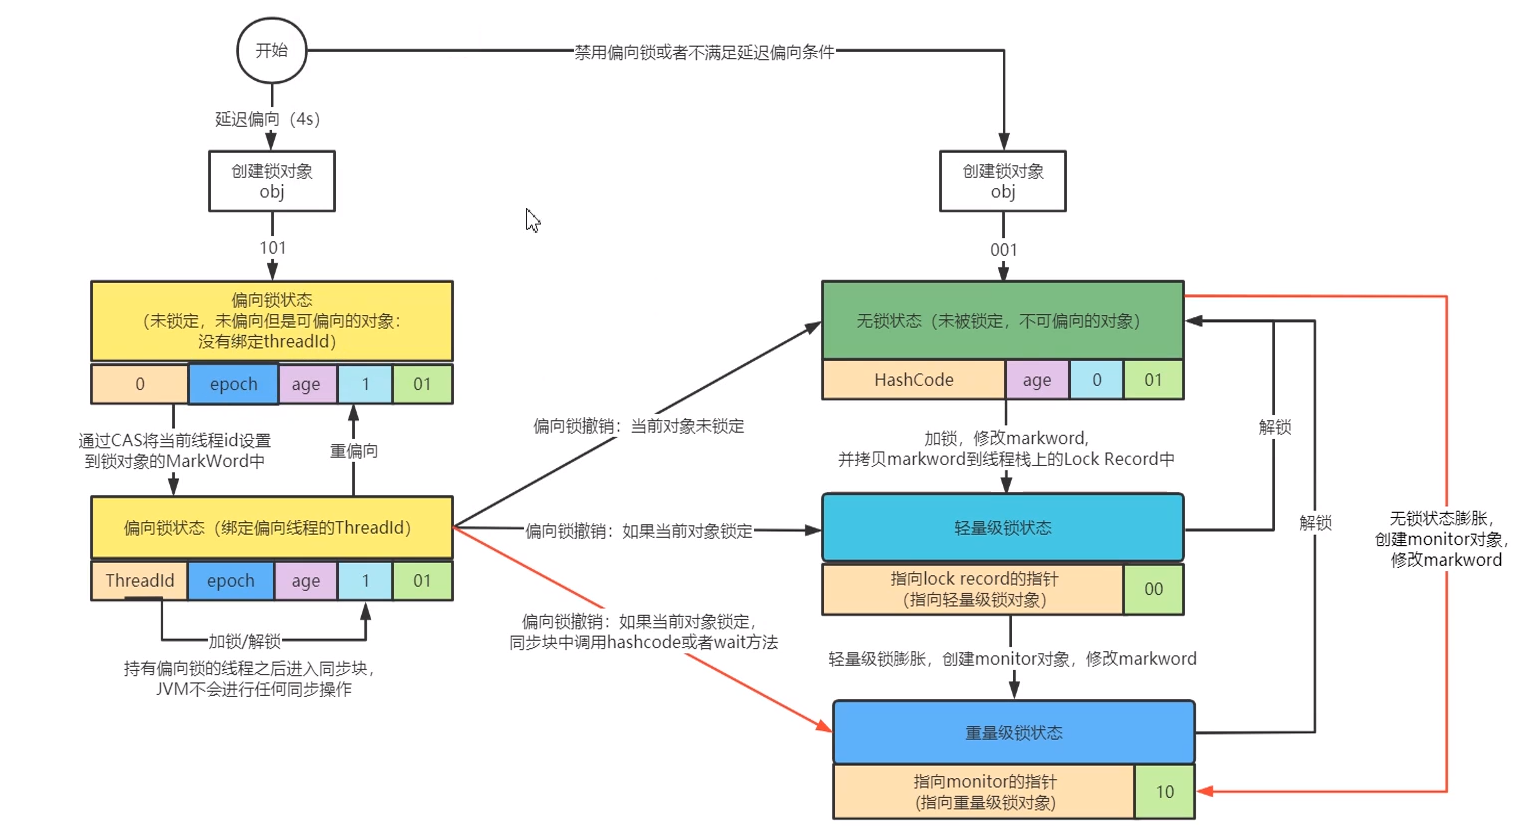 开始
禁用偏向锁或者不满足延迟偏向条件
延迟偏向（4s）
创建锁对象
obj
创建锁对象
obj
101
001
偏向锁状态
（未锁定，未偏向但是可偏向的对象：
没有绑定threadId）
0 epoch age 1 01
无锁状态（未被锁定，不可偏向的对象）
HashCode age 0 01
通过CAS将当前线程id设置
到锁对象的MarkWord中
重偏向
偏向锁撤销：当前对象未锁定
加锁，修改markword,
并拷贝markword到线程栈上的Lock Record中
解锁
解锁
无锁状态膨胀，
创建monitor对象，
修改markword
偏向锁状态（绑定偏向线程的ThreadId）
ThreadId epoch age 1 01
偏向锁撤销：如果当前对象锁定
轻量级锁状态
指向lock record的指针
(指向轻量级锁对象)
00
加锁/解锁
持有偏向锁的线程之后进入同步块，
JVM不会进行任何同步操作
偏向锁撤销：如果当前对象锁定，
同步块中调用hashcode或者wait方法
轻量级锁膨胀，创建monitor对象，修改markword
重量级锁状态
指向monitor的指针
(指向重量级锁对象)
10